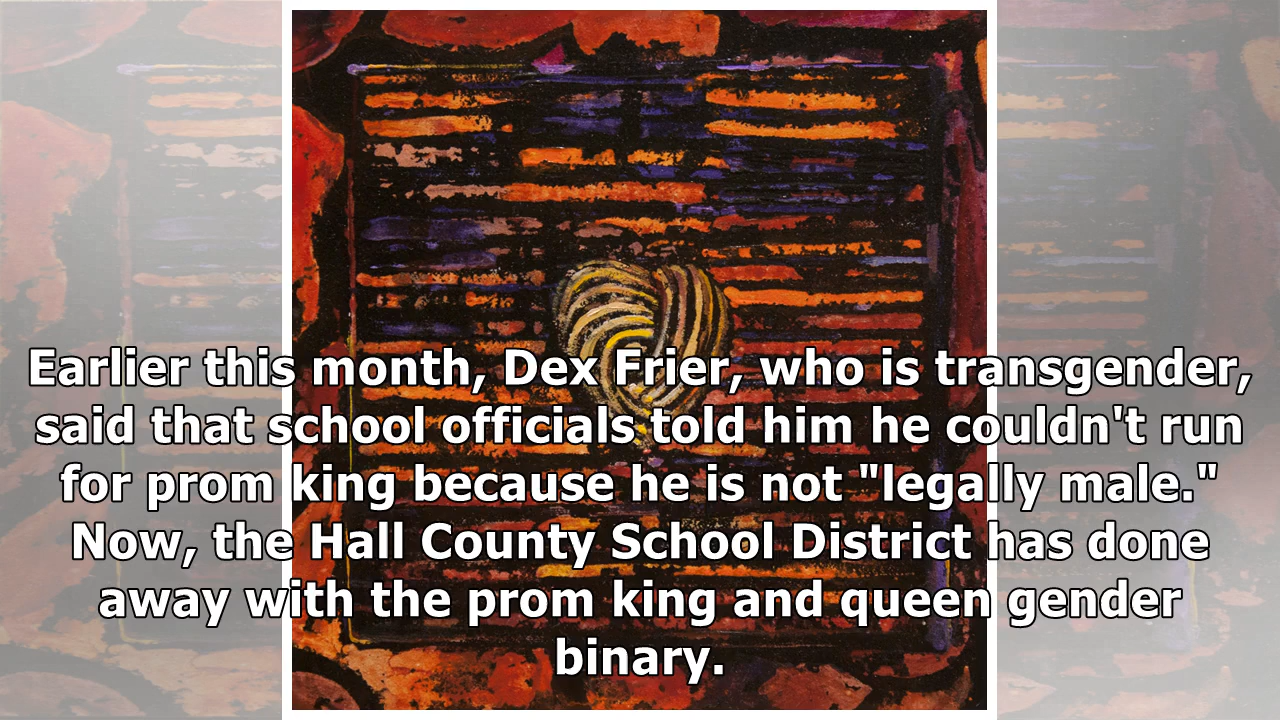 Earlier this month, Dex Frier, who is transgender,
said that school officials told him he couldn't run
for prom king because he is not "legally male."
Now, the Hall County School District has done
away with the prom king and queen gender
binary.